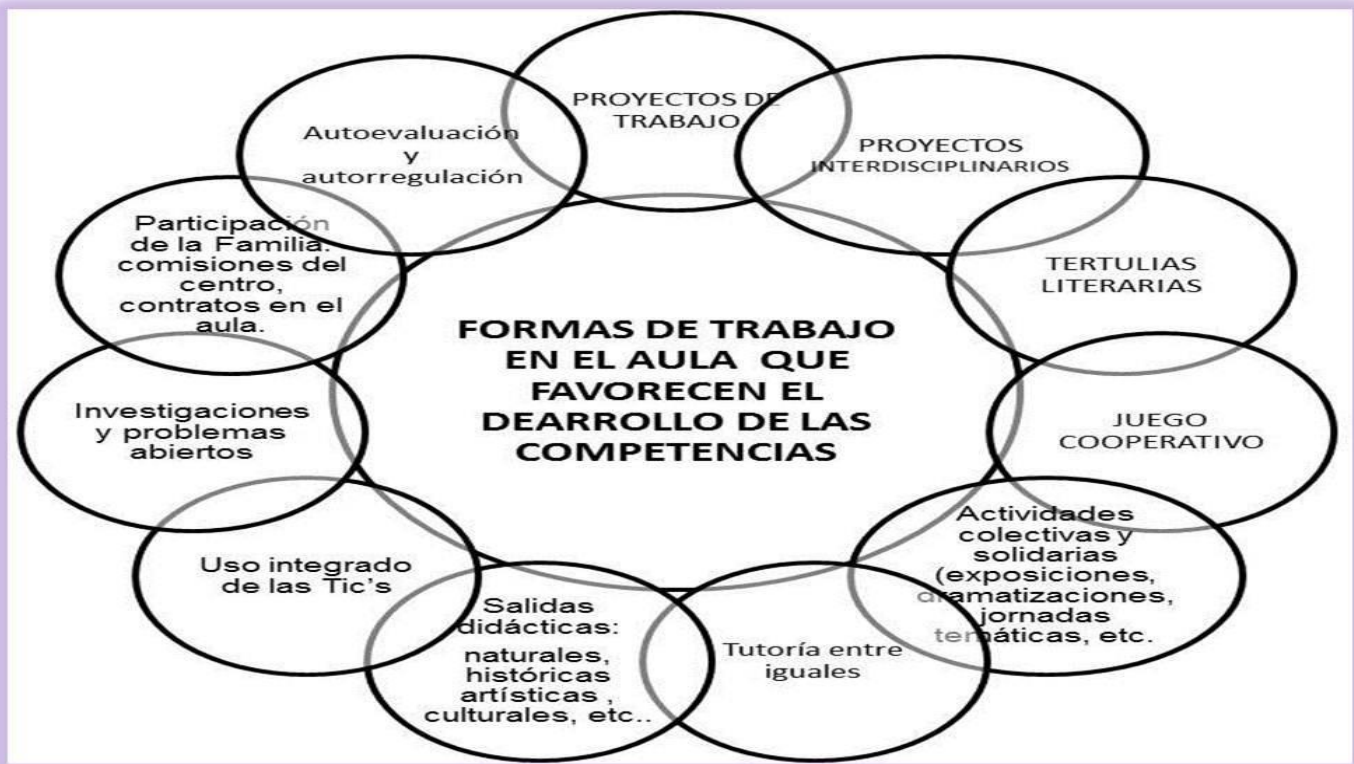 FORMAS DE TRABAJO
EN EL AULA QUE
FAVORECEN EL
DEARROLLO DE LAS
COMPETENCIAS
PROYECTOS DE
TRABAJO
PROYECTOS
INTERDISCIPLINARIOS
TERTULIAS
LITERARIAS
JUEGO
COOPERATIVO
Actividades
colectivas y
solidarias
(exposiciones,
dramatizaciones,
jornadas
temáticas, etc.
Tutoría entre
iguales
Salidas
didácticas:
naturales,
históricas
artísticas ,
culturales, etc..
Uso integrado
de las Tic's
Investigaciones
y problemas
abiertos
Participación
de la Familia.
comisiones del
centro,
contratos en el
aula.
Autoevaluación
y
autorregulación